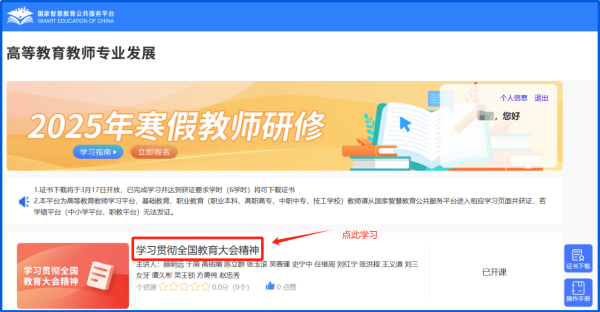 国家智慧教育公共服务平台
SMART EDUCATION OF CHINA
高等教育教师专业发展
个人信息 退出
,您好
2025年寒假教师研修
学习指南
立即报名
1.证书下载将于3月17日开放,已完成学习并达到获证要求学时(6学时)将可下载证书
2.本平台为高等教育教师学习平台,基础教育、职业教育(职业本科、高职高专、中职中专、技工学校)教师请从国家智慧教育公共服务平台进入相应学习页面并获证,若
学错平台(中小学平台、职教平台)无法发证。
点此学习
学习贯彻全国教育大会精神
学习贯彻全国
教育大会精神
主讲人:顾明远 于晨 高铭暄 陈立群 张玉滚 吴蓉瑾 史宁中 任继周 刘红宁 张洪程 王义遒 刘三
女牙 谭久彬 吴王锁 方勇纯 赵忠秀
个资源
0.0分(0个)
0 点赞
已开课
证书下载
操作手册